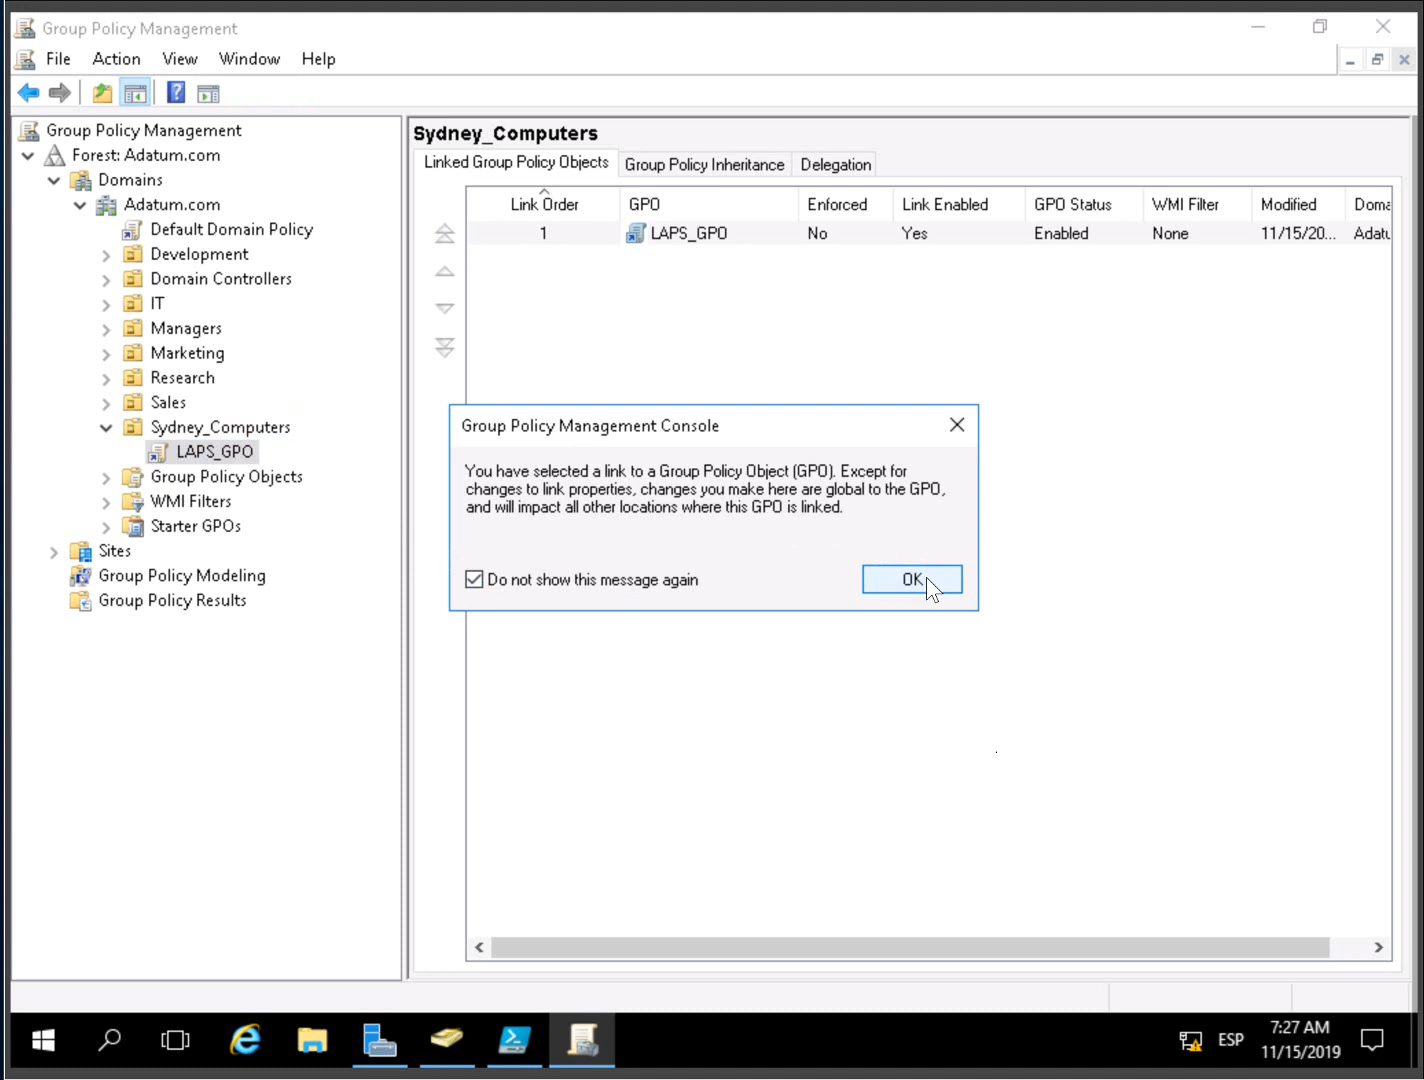 Group Policy Management
File Action View Window Help
Group Policy Management
Forest: Adatum.com
Domains
Adatum.com
Default Domain Policy
Development
Domain Controllers
IT
Managers
Marketing
Research
Sales
Sydney_Computers
LAPS_GPO
Group Policy Objects
WMI Filters
Starter GPOs
Sites
Group Policy Modeling
Group Policy Results
Sydney_Computers
Linked Group Policy Objects Group Policy Inheritance Delegation
Link Order GPO Enforced Link Enabled GPO Status WMI Filter Modified Doma
1 LAPS_GPO No Yes Enabled None 11/15/20... Adatu
Group Policy Management Console
You have selected a link to a Group Policy Object (GPO). Except for
changes to link properties, changes you make here are global to the GPO,
and will impact all other locations where this GPO is linked.
Do not show this message again OK
ESP
7:27 AM
11/15/2019